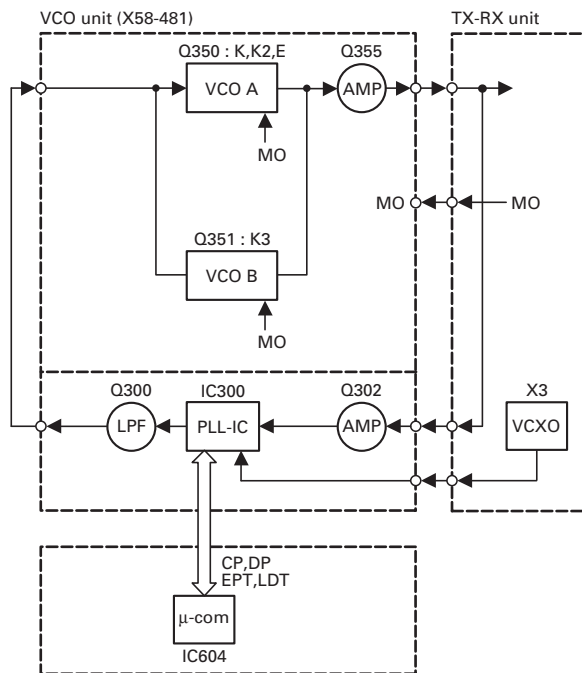 VCO unit (X58-481)
TX-RX unit
Q350 : K,K2,E
Q355
VCO A
AMP
MO
MO
MO
Q351 : K3
VCO B
MO
Q300
IC300
Q302
X3
LPF
PLL-IC
AMP
VCXO
CP,DP
EPT,LDT
µ-com
IC604